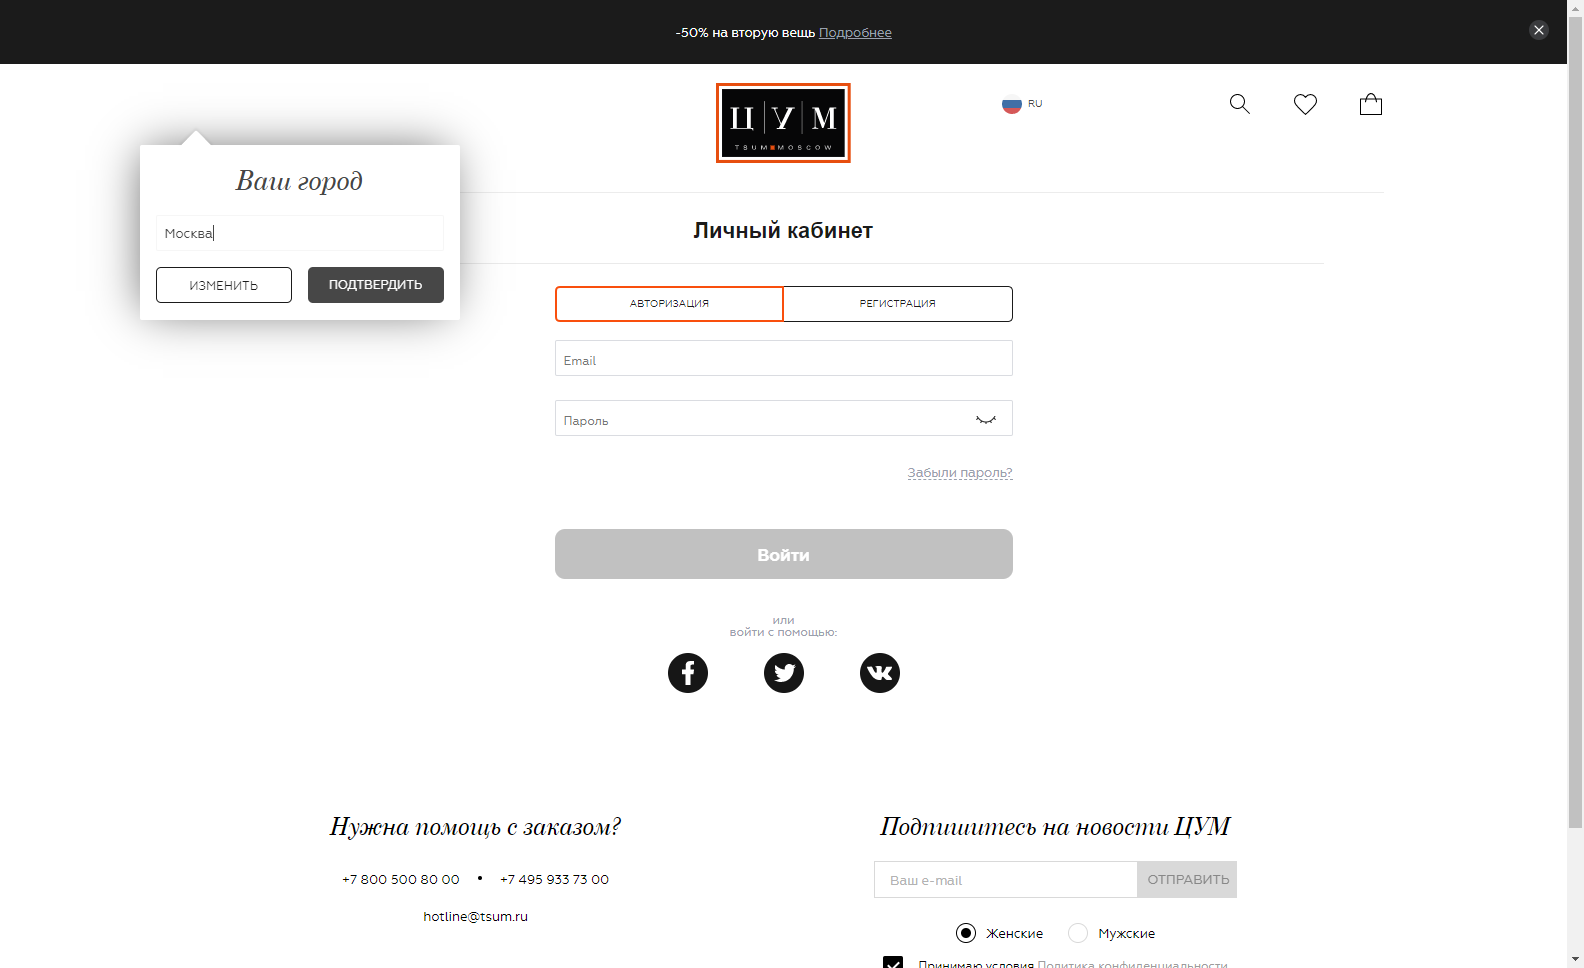 -50% на вторую вещь Подробнее
Ц У М
TSUM MOSCOW
RU
Ваш город
Москва
ИЗМЕНИТЬ
ПОДТВЕРДИТЬ
Личный кабинет
АВТОРИЗАЦИЯ
РЕГИСТРАЦИЯ
Email
Пароль
Забыли пароль?
Войти
или
войти с помощью:
Нужна помощь с заказом?
+7 800 500 80 00 • +7 495 933 73 00
hotline@tsum.ru
Подпишитесь на новости ЦУМ
Ваш e-mail
ОТПРАВИТЬ
Женские
Мужские
Принимаю условия Политика конфиденциальности